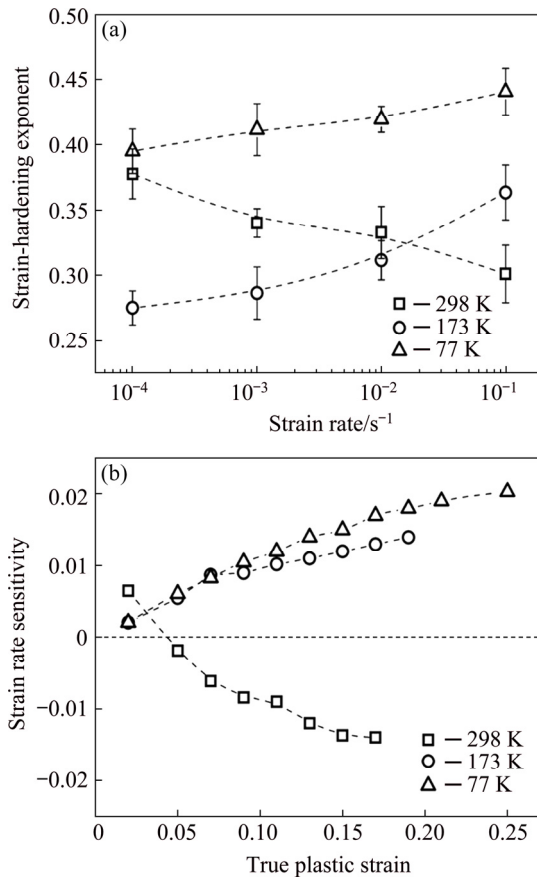 (a)
0.50
0.45
0.40
0.35
0.30
0.25
Strain-hardening exponent
— 298 K
— 173 K
— 77 K
10⁻⁴ 10⁻³ 10⁻² 10⁻¹
Strain rate/s⁻¹
(b)
0.02
0.01
0
−0.01
−0.02
Strain rate sensitivity
— 298 K
— 173 K
— 77 K
0 0.05 0.10 0.15 0.20 0.25
True plastic strain